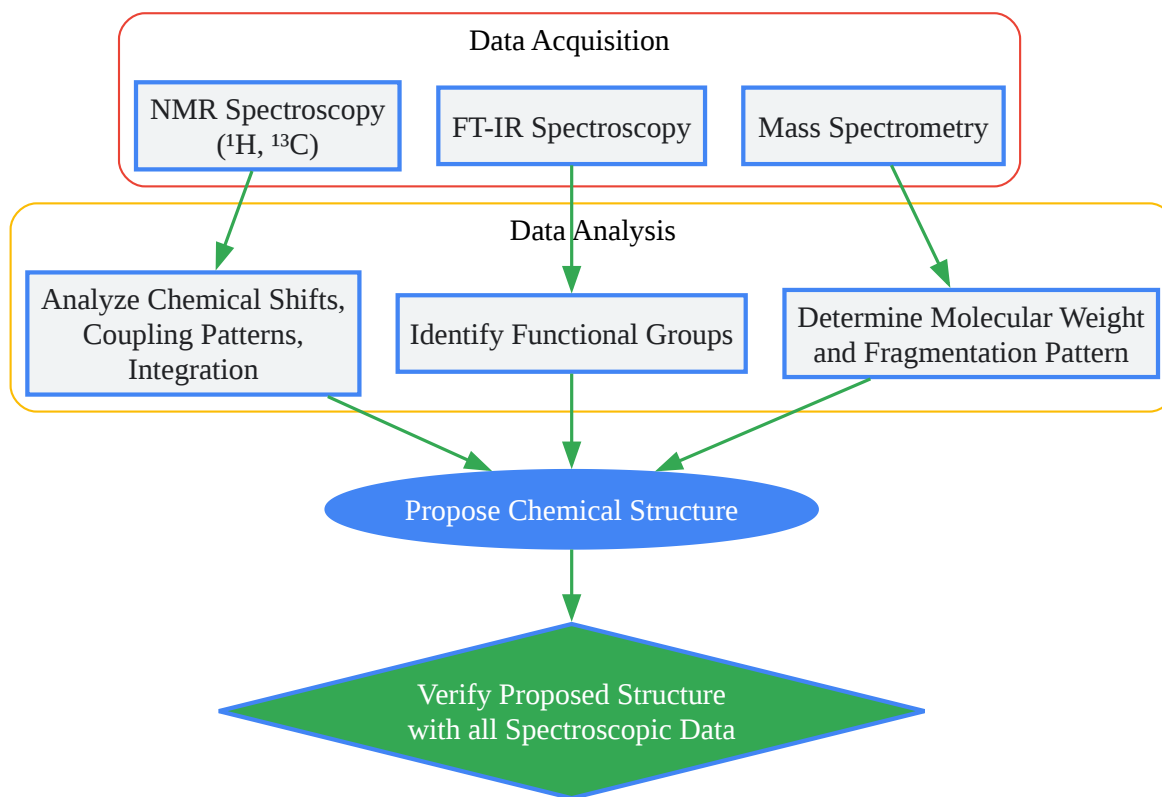 Data Acquisition
NMR Spectroscopy
(¹H, ¹³C)
FT-IR Spectroscopy
Mass Spectrometry
Data Analysis
Analyze Chemical Shifts,
Coupling Patterns,
Integration
Identify Functional Groups
Determine Molecular Weight
and Fragmentation Pattern
Propose Chemical Structure
Verify Proposed Structure
with all Spectroscopic Data